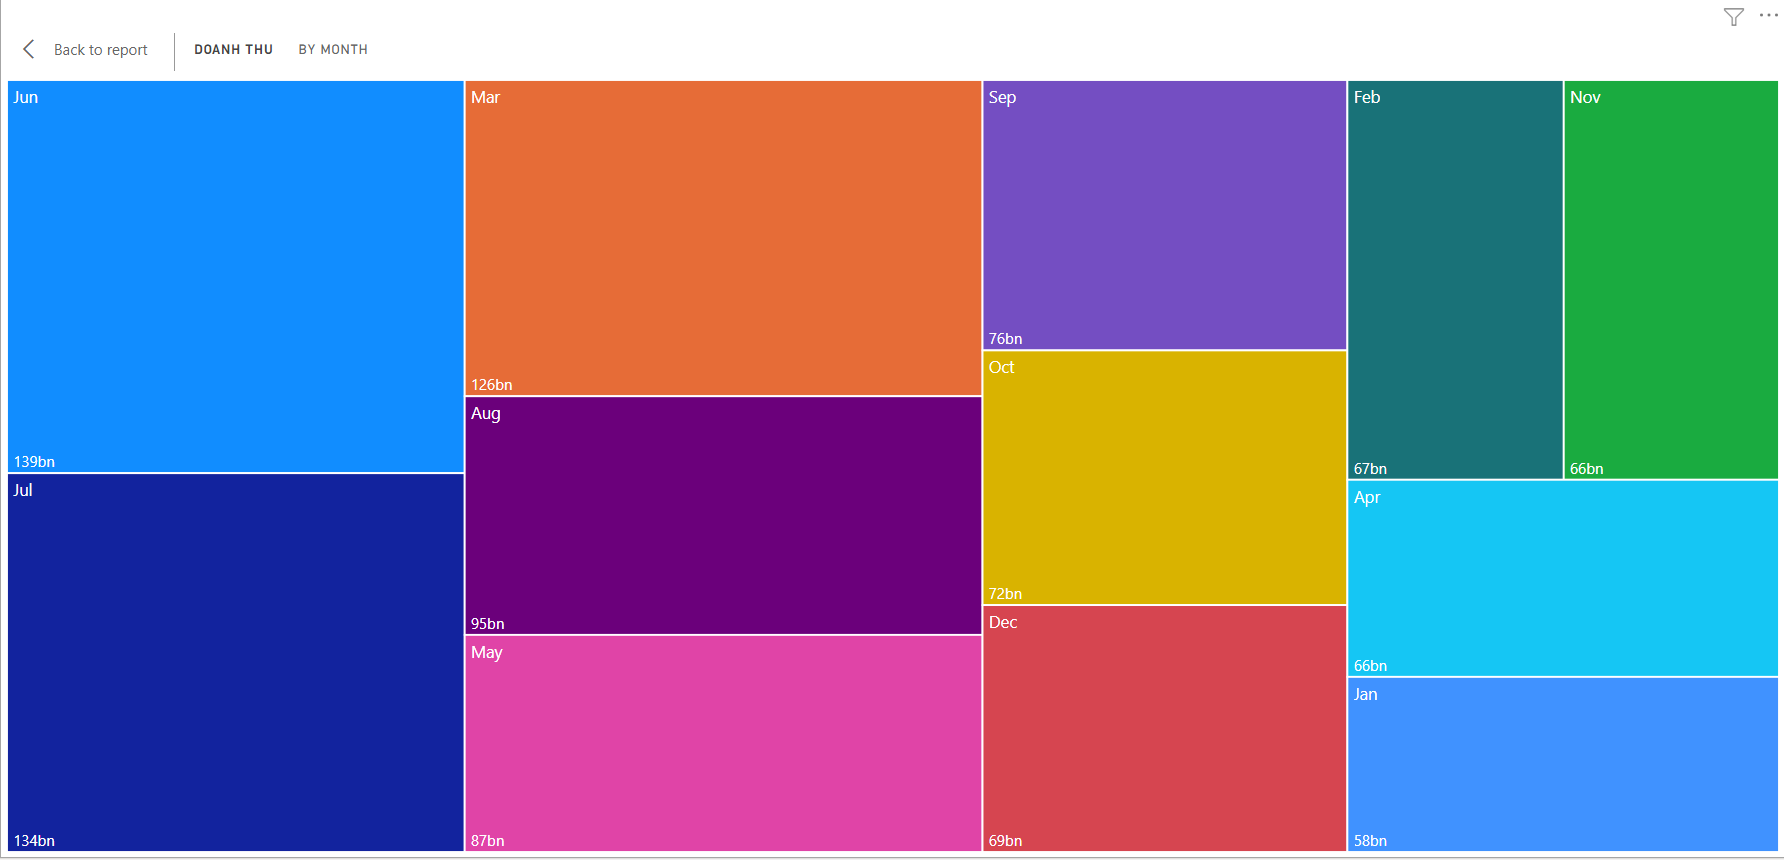 Back to report
DOANH THU BY MONTH
Jun
139bn
Jul
134bn
Mar
126bn
Aug
95bn
May
87bn
Sep
76bn
Oct
72bn
Dec
69bn
Feb
67bn
Nov
66bn
Apr
66bn
Jan
58bn